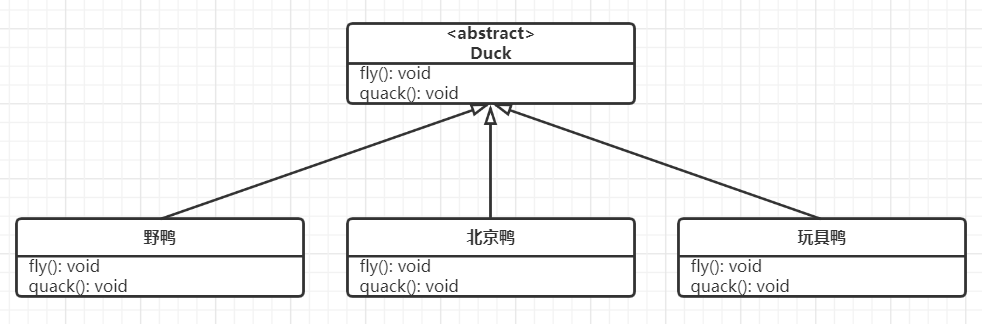 <abstract>
Duck
fly(): void
quack(): void
野鸭
fly(): void
quack(): void
北京鸭
fly(): void
quack(): void
玩具鸭
fly(): void
quack(): void